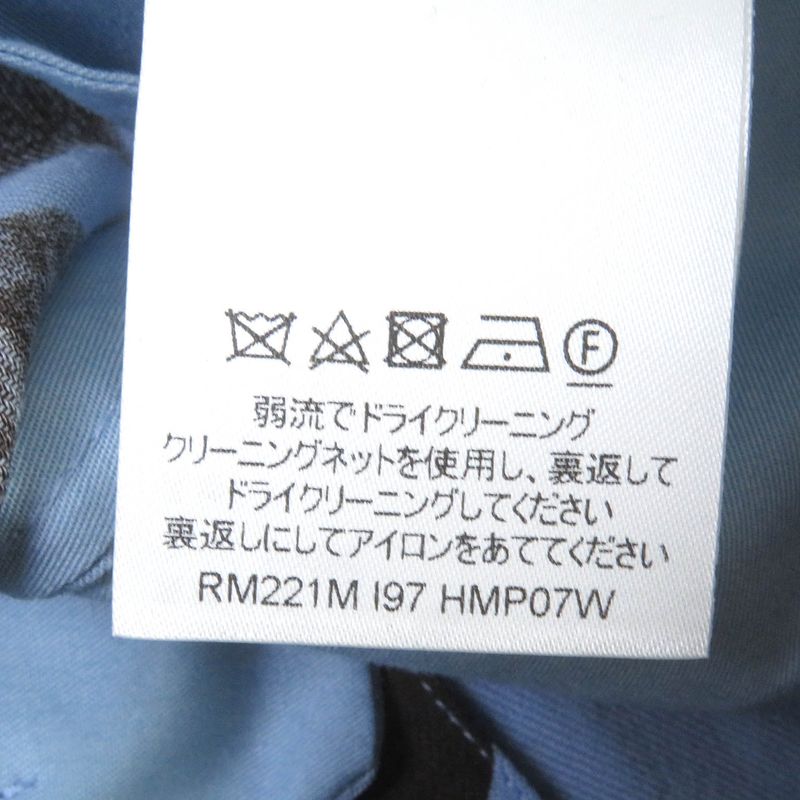 F
弱流でドライクリーニング
クリーニングネットを使用し、裏返して
ドライクリーニングしてください
裏返しにしてアイロンをあててください
RM221M I97 HMP07W